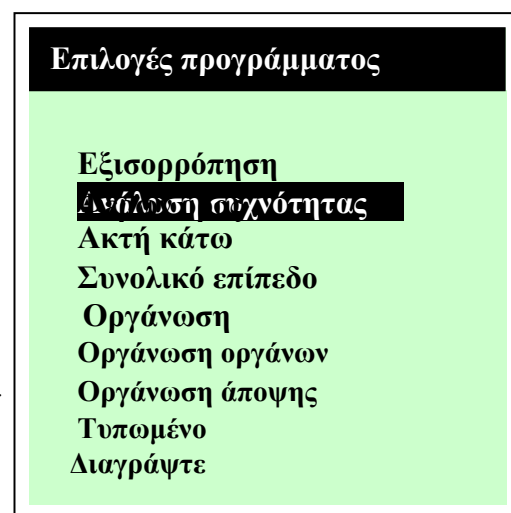 Επιλογές προγράμματος
Εξισορρόπηση
Ανάλυση συχνότητας
Ακτή κάτω
Συνολικό επίπεδο
Οργάνωση
Οργάνωση οργάνων
Οργάνωση άποψης
Τυπωμένο
Διαγράψτε